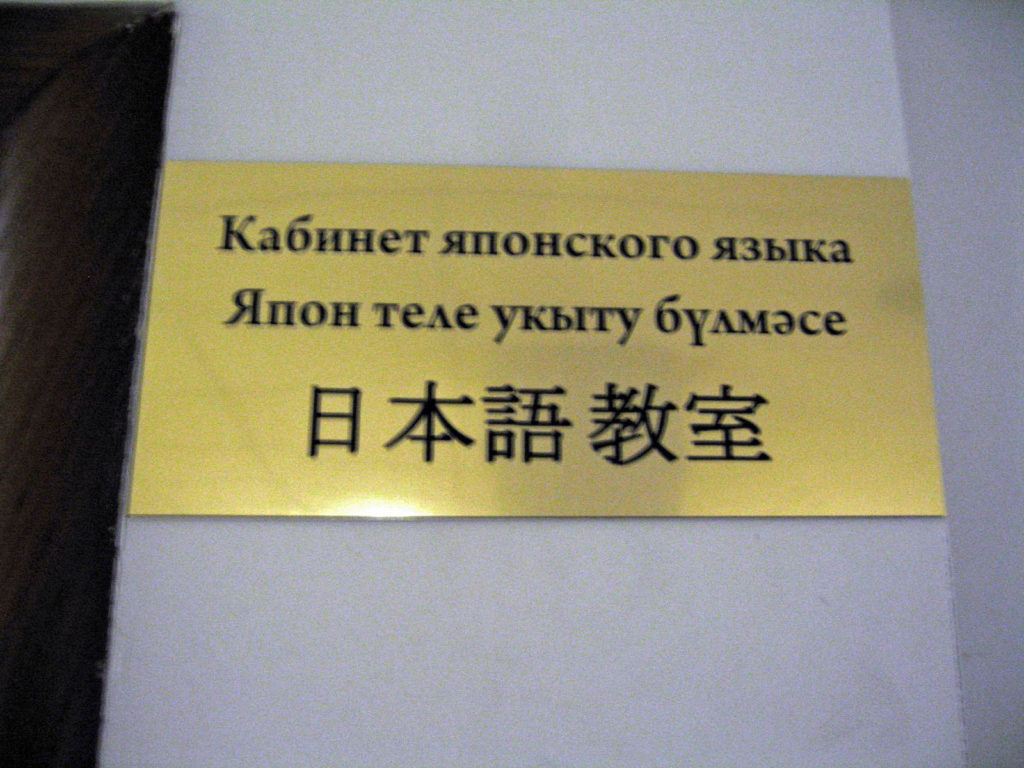 Кабинет японского языка
Япон теле укыту бүлмәсе
日本語 教室